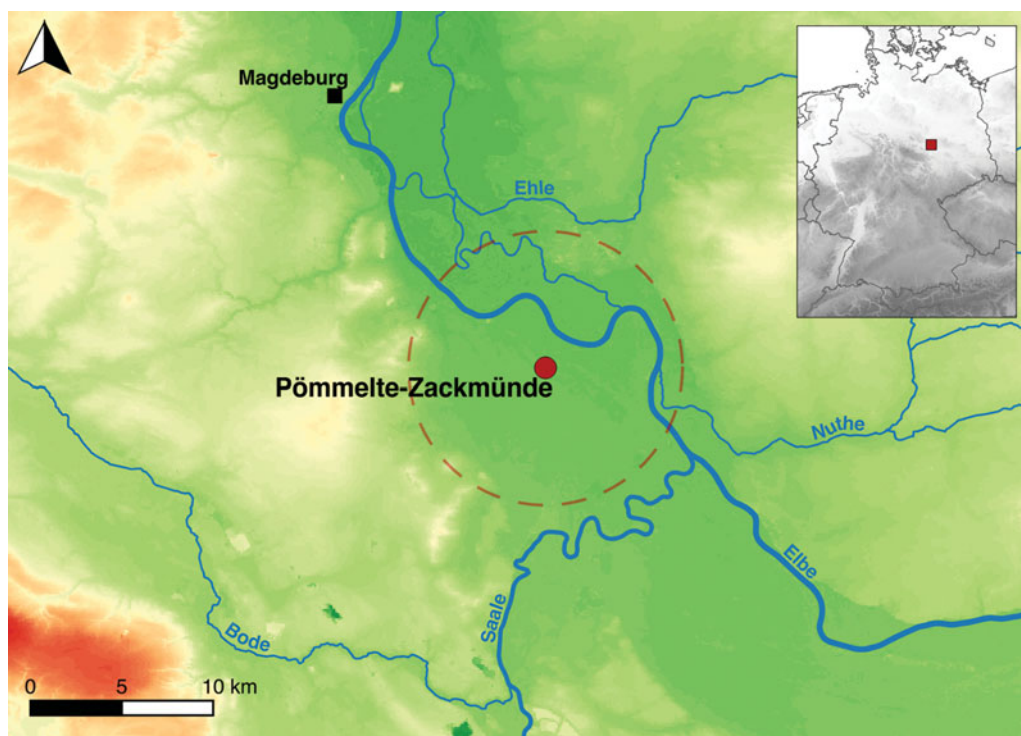 Magdeburg
Ehle
Pömmelte-Zackmünde
Nuthe
Elbe
Saale
Bode
0 5 10 km